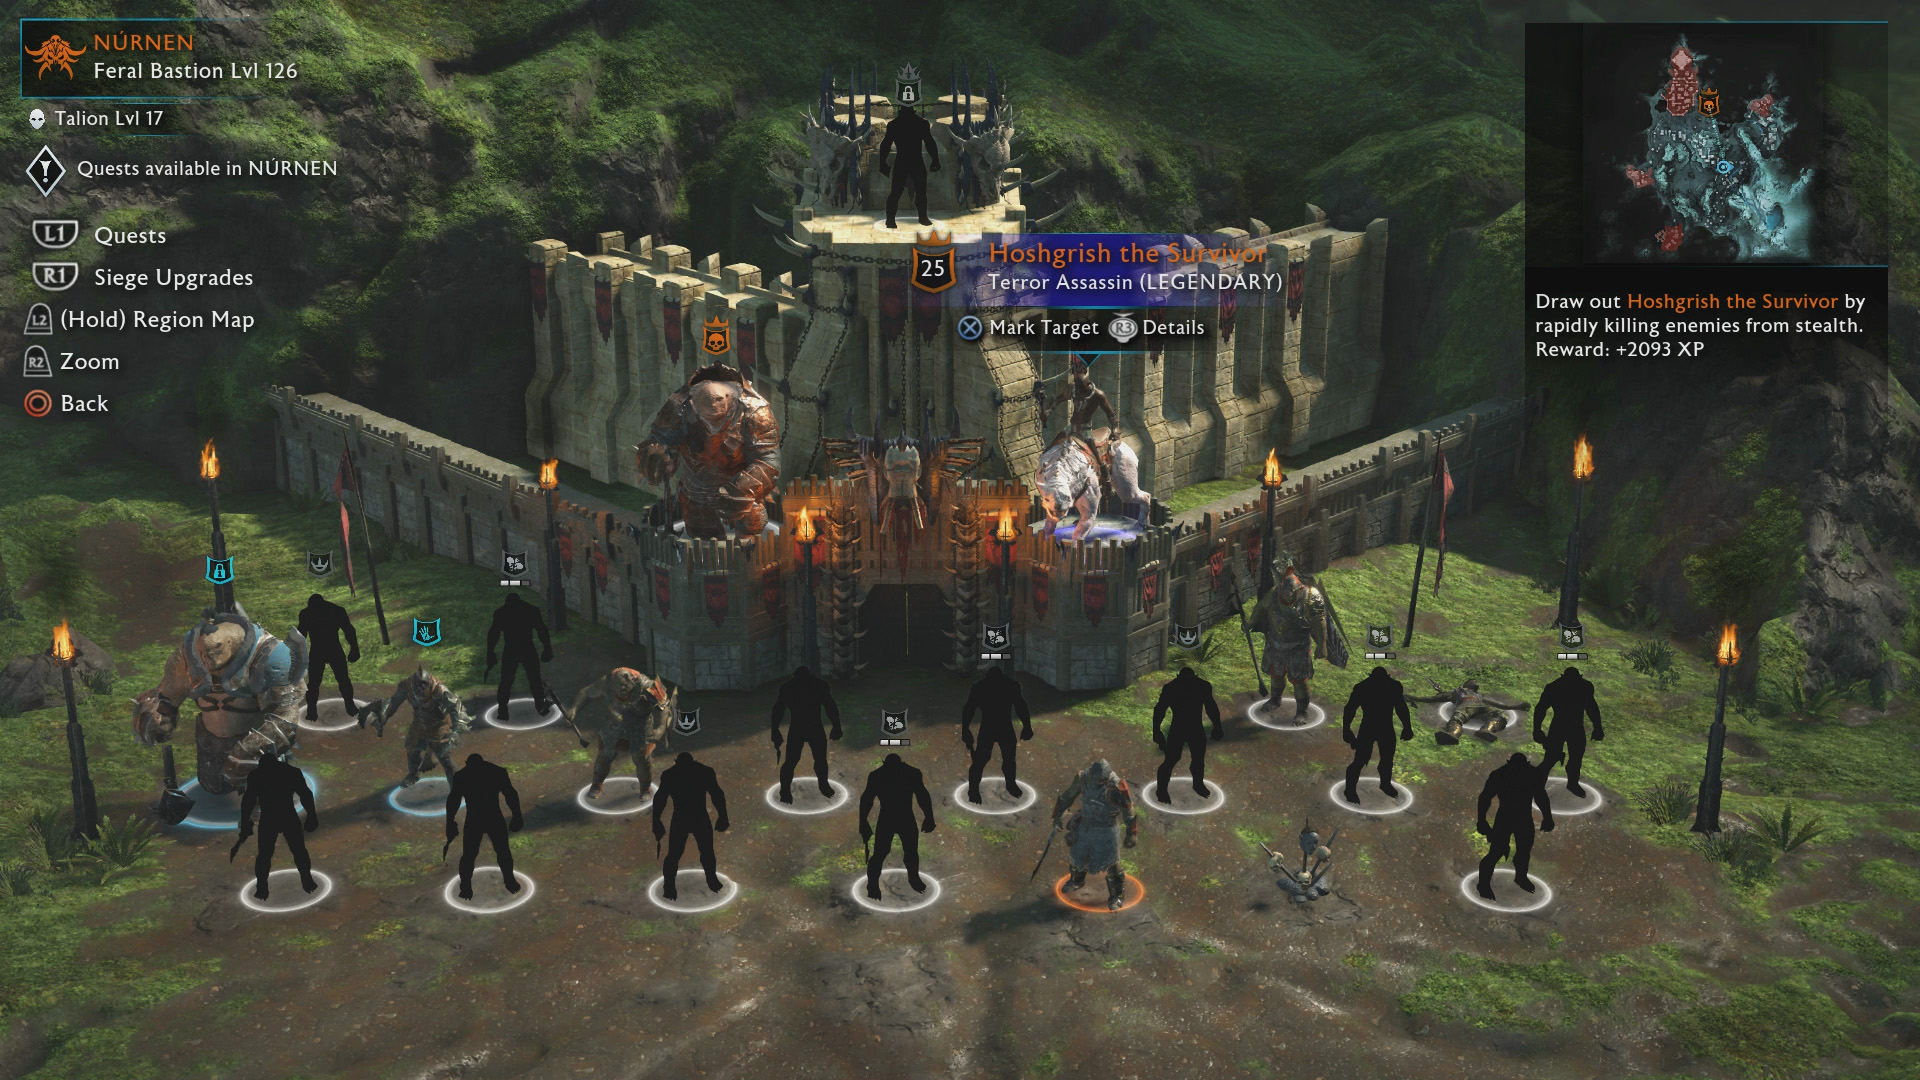 NÚRNEN
Feral Bastion Lvl 126
Talion Lvl 17
Quests available in NÚRNEN
L1 Quests
R1 Siege Upgrades
L2 (Hold) Region Map
R2 Zoom
Back
25
Hoshgrish the Survivor
Terror Assassin (LEGENDARY)
Mark Target R3 Details
Draw out Hoshgrish the Survivor by
rapidly killing enemies from stealth.
Reward: +2093 XP